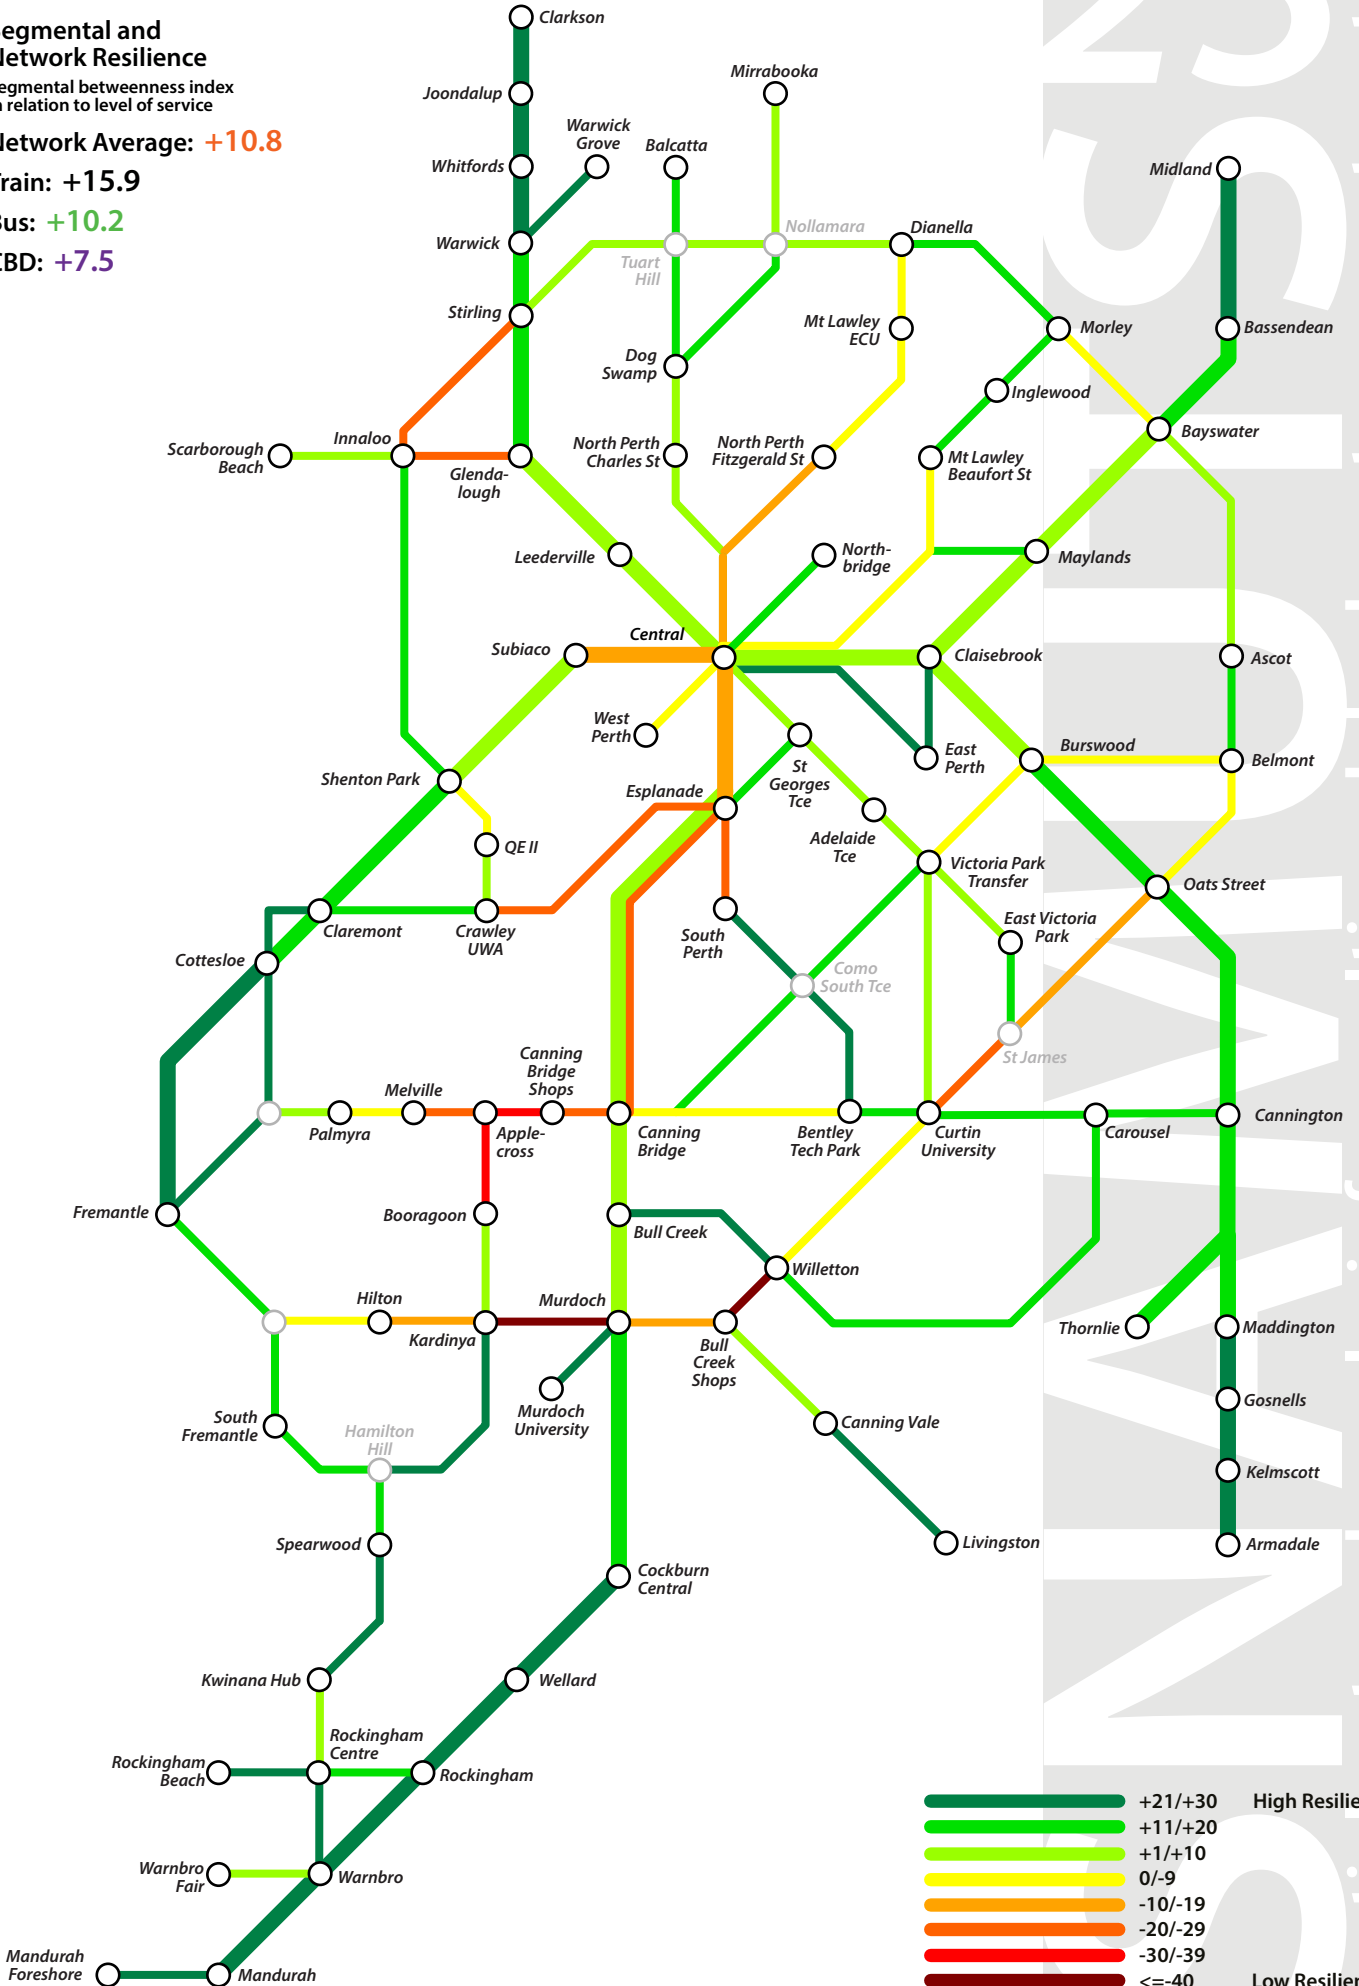 egmental and
etwork Resilience
egmental betweenness index
relation to level of service
etwork Average: +10.8
rain: +15.9
us: +10.2
BD: +7.5
Clarkson
Joondalup
Mirrabooka
Warwick
Grove
Balcatta
Whitfords
Midland
Warwick
Nollamara
Dianella
Tuart
Hill
Stirling
Mt Lawley
ECU
Morley
Bassendean
Dog
Swamp
Inglewood
Scarborough
Beach
Innaloo
Glenda-
lough
North Perth
Charles St
North Perth
Fitzgerald St
Mt Lawley
Beaufort St
Bayswater
Leederville
North-
bridge
Maylands
Subiaco
Central
Claisebrook
Ascot
West
Perth
St
Georges
Tce
East
Perth
Burswood
Belmont
Shenton Park
Esplanade
QE II
Adelaide
Tce
Victoria Park
Transfer
Oats Street
Claremont
Crawley
UWA
South
Perth
East Victoria
Park
Cottesloe
Como
South Tce
St James
Canning
Bridge
Shops
Melville
Palmyra
Apple-
cross
Canning
Bridge
Bentley
Tech Park
Curtin
University
Carousel
Cannington
Fremantle
Booragoon
Bull Creek
Willetton
Hilton
Kardinya
Murdoch
Bull
Creek
Shops
Thornlie
Maddington
Murdoch
University
Gosnells
South
Fremantle
Hamilton
Hill
Canning Vale
Kelmscott
Spearwood
Livingston
Armadale
Cockburn
Central
Kwinana Hub
Wellard
Rockingham
Centre
Rockingham
Beach
Rockingham
Warnbro
Fair
Warnbro
Mandurah
Foreshore
Mandurah
+21/+30 High Resilie
+11/+20
+1/+10
0/-9
-10/-19
-20/-29
-30/-39
<=-40 Low Resilien